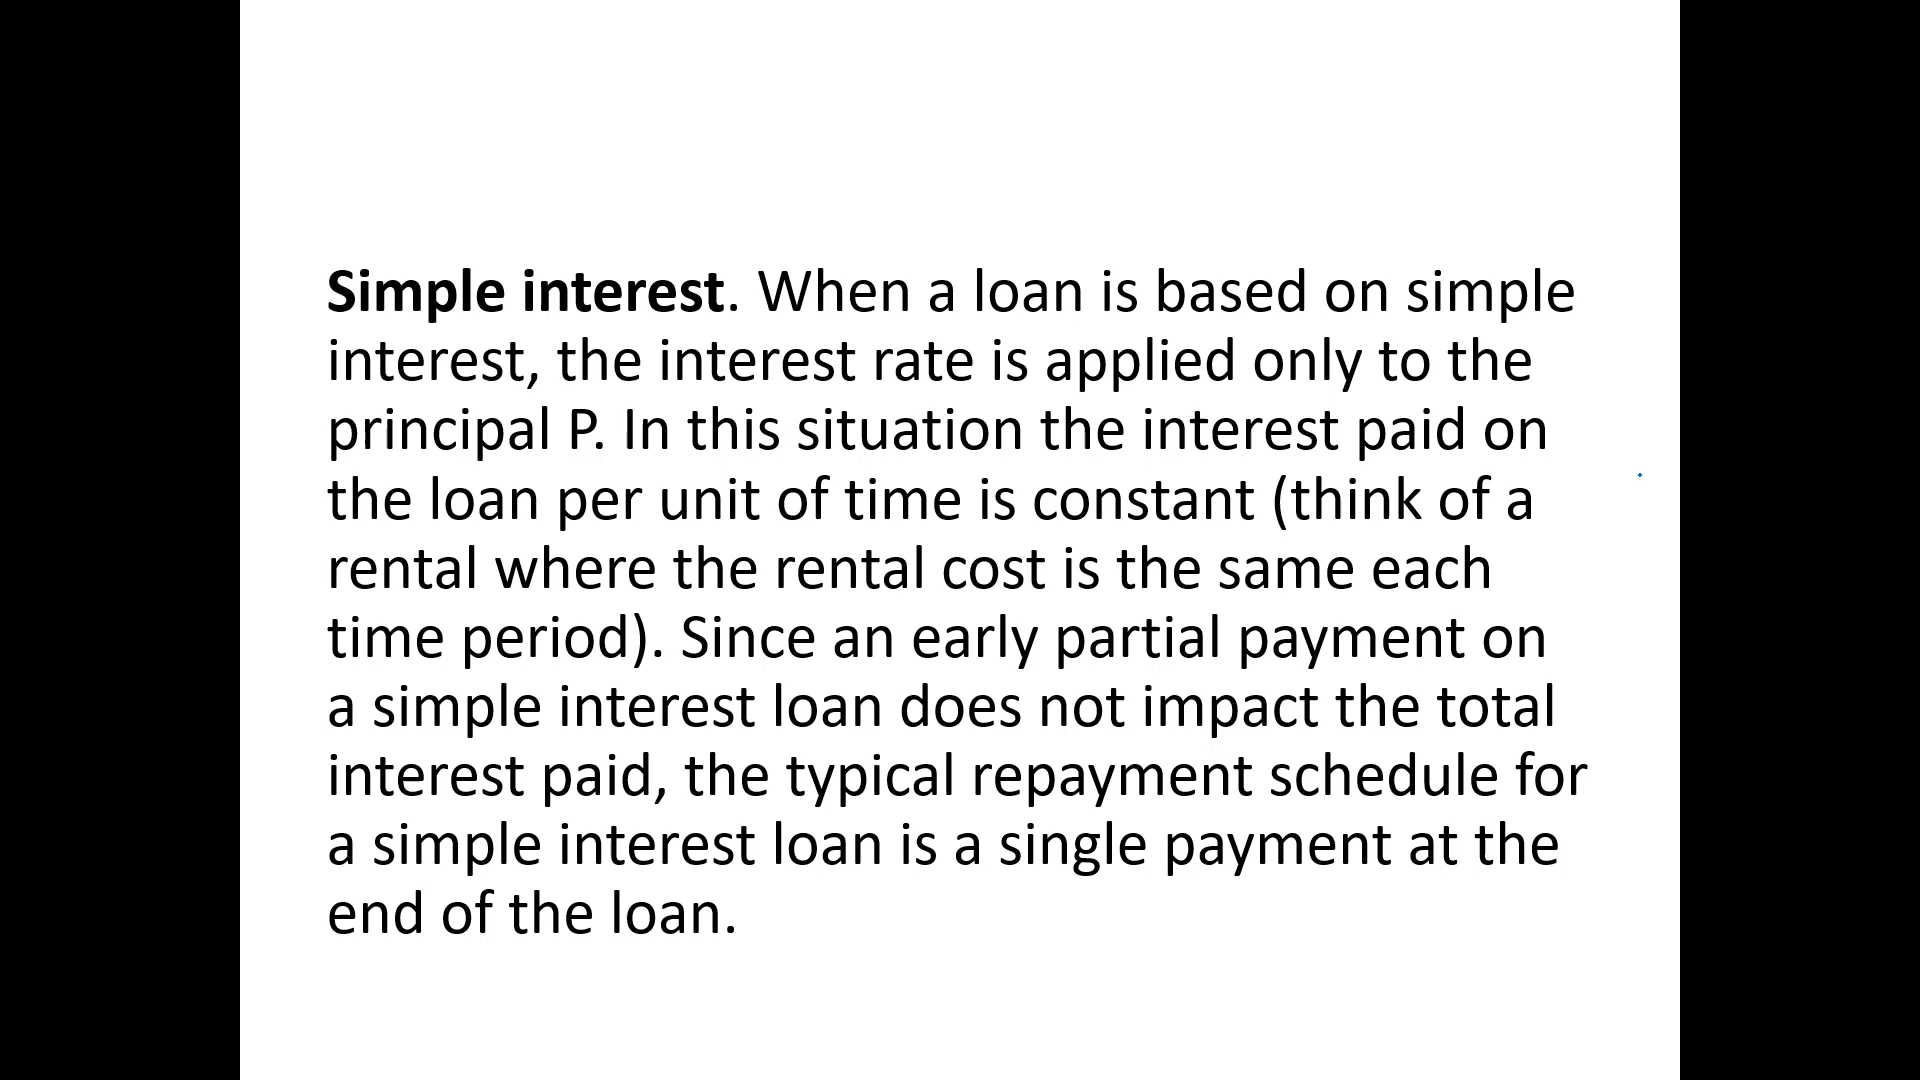 Simple interest. When a loan is based on simple
interest, the interest rate is applied only to the
principal P. In this situation the interest paid on
the loan per unit of time is constant (think of a
rental where the rental cost is the same each
time period). Since an early partial payment on
a simple interest loan does not impact the total
interest paid, the typical repayment schedule for
a simple interest loan is a single payment at the
end of the loan.